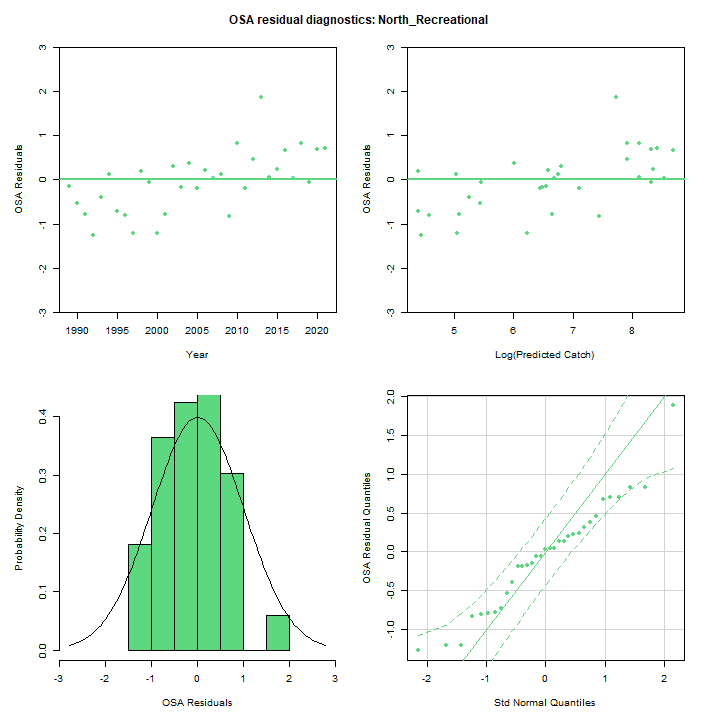 OSA residual diagnostics: North_Recreational
3
2
1
0
-1
-2
-3
OSA Residuals
1990 1995 2000 2005 2010 2015 2020
Year
3
2
1
0
-1
-2
-3
OSA Residuals
5 6 7 8
Log(Predicted Catch)
0.4
0.3
0.2
0.1
0.0
Probability Density
-3 -2 -1 0 1 2 3
OSA Residuals
2.0
1.5
1.0
0.5
0.0
-0.5
-1.0
OSA Residual Quantiles
-2 -1 0 1 2
Std Normal Quantiles